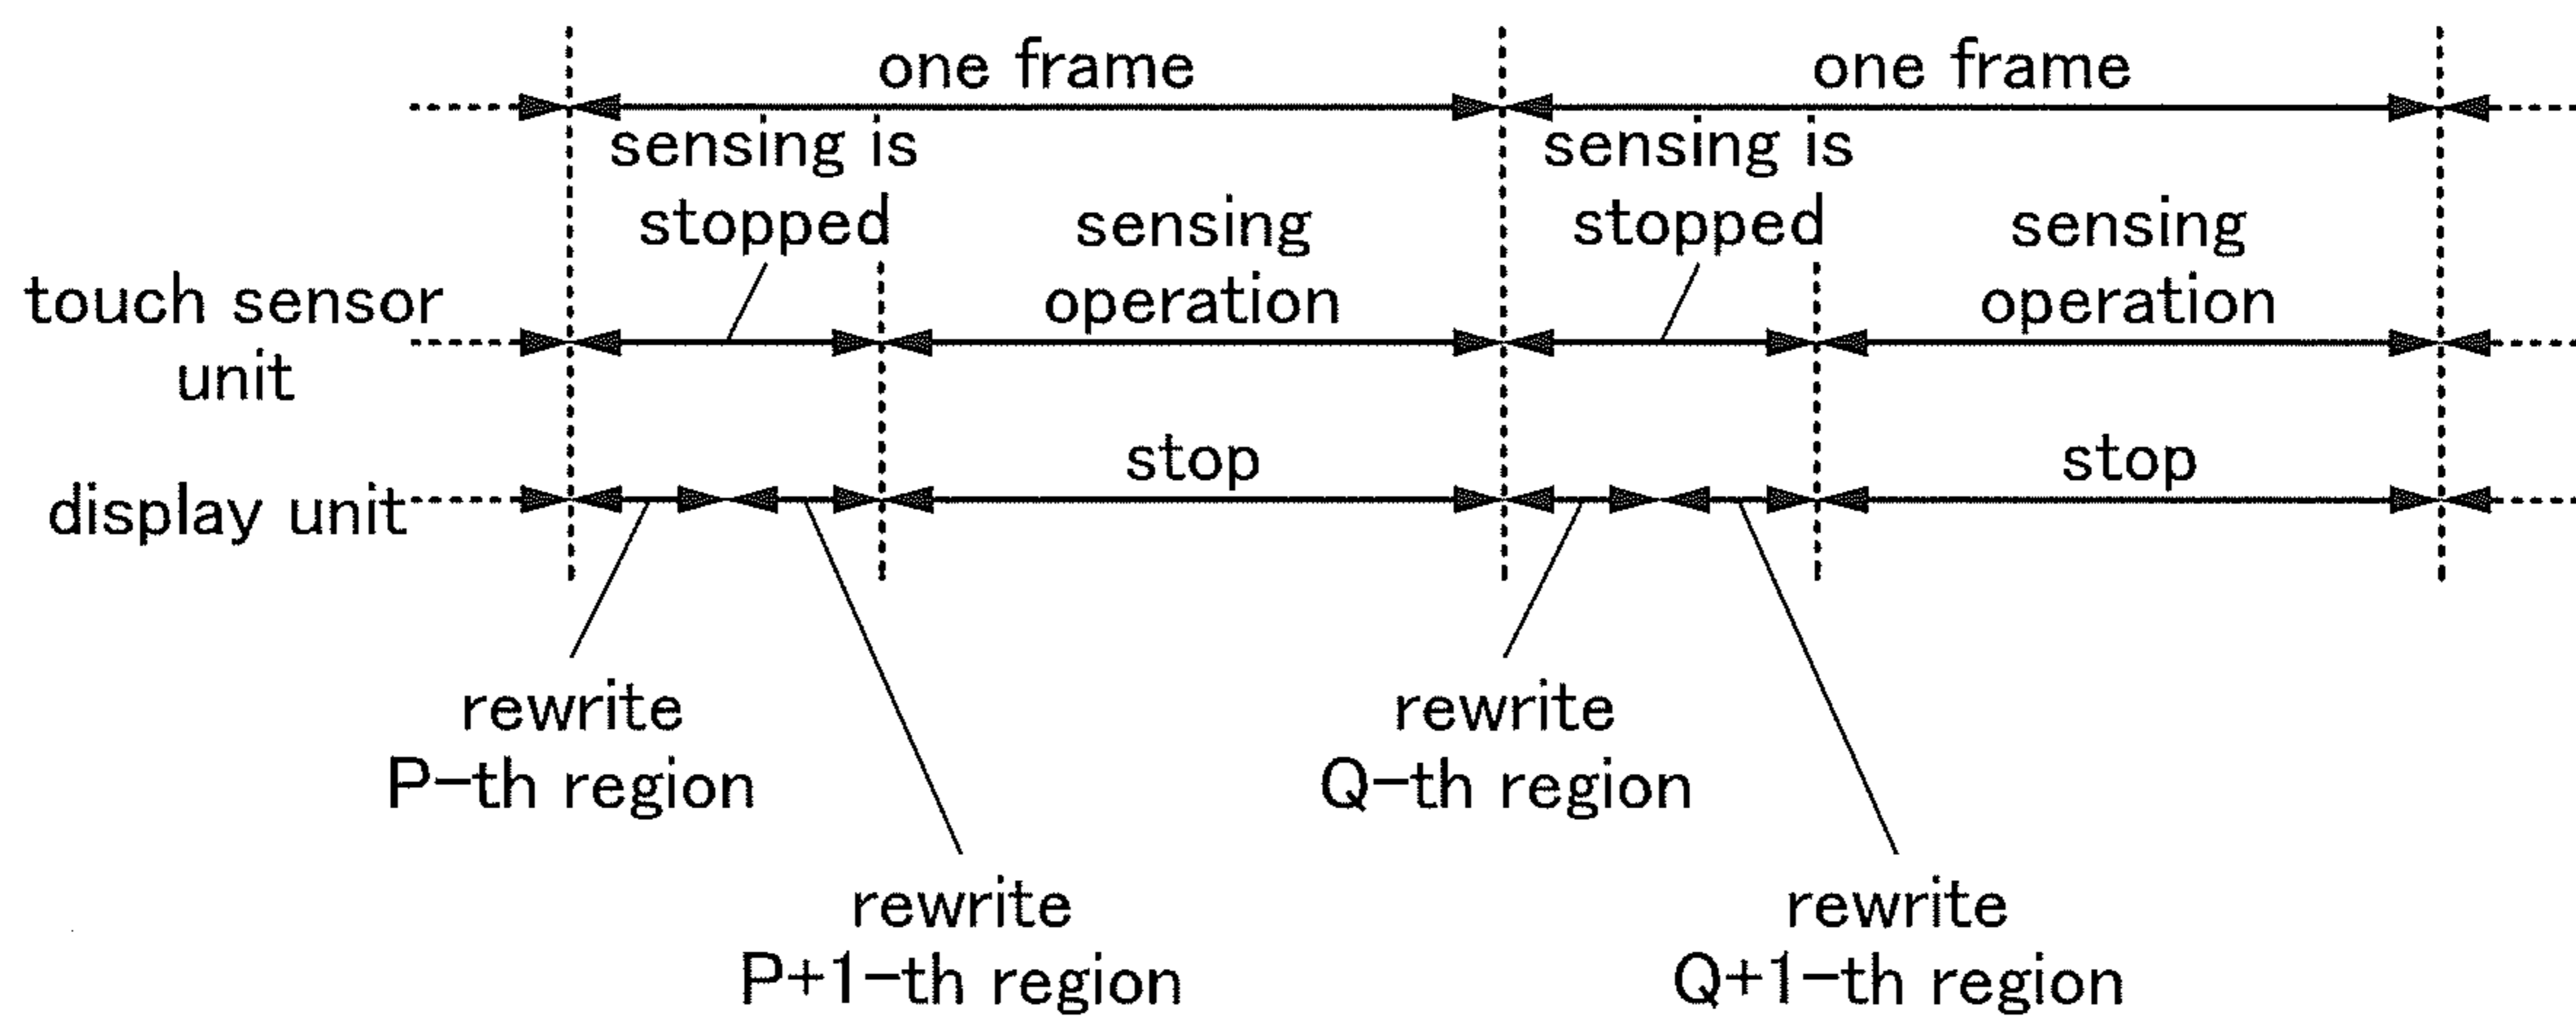 one frame
one frame
sensing is
stopped
sensing
operation
sensing is
stopped
sensing
operation
touch sensor
unit
display unit
stop
stop
rewrite
P-th region
rewrite
P+1-th region
rewrite
Q-th region
rewrite
Q+1-th region